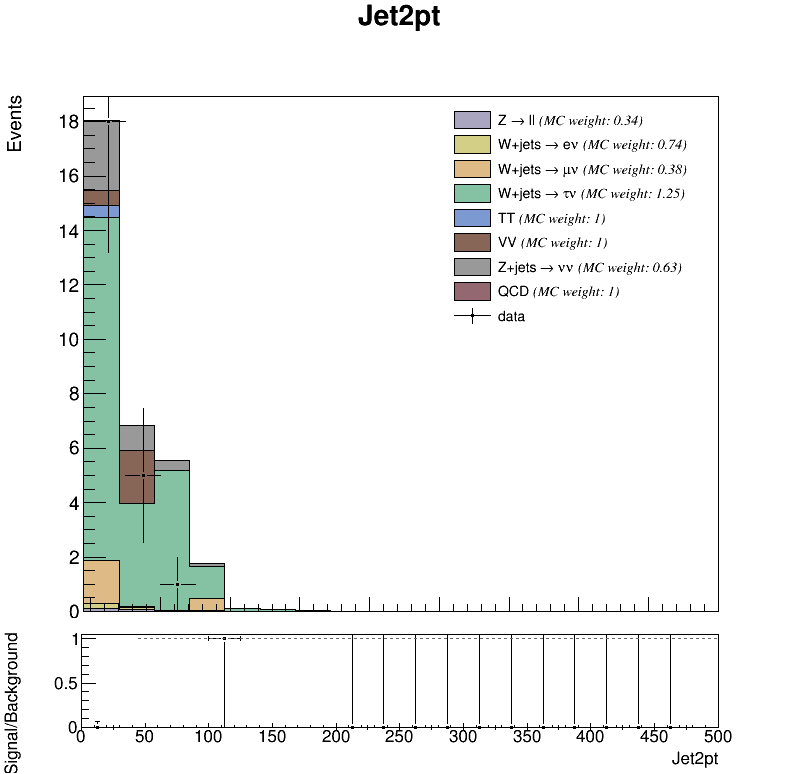 Jet2pt
Events
18
16
14
12
10
8
6
4
2
0
Z → ll (MC weight: 0.34)
W+jets → eν (MC weight: 0.74)
W+jets → μν (MC weight: 0.38)
W+jets → τν (MC weight: 1.25)
TT (MC weight: 1)
VV (MC weight: 1)
Z+jets → νν (MC weight: 0.63)
QCD (MC weight: 1)
data
Signal/Background
1
0.5
0
0 50 100 150 200 250 300 350 400 450 500
Jet2pt